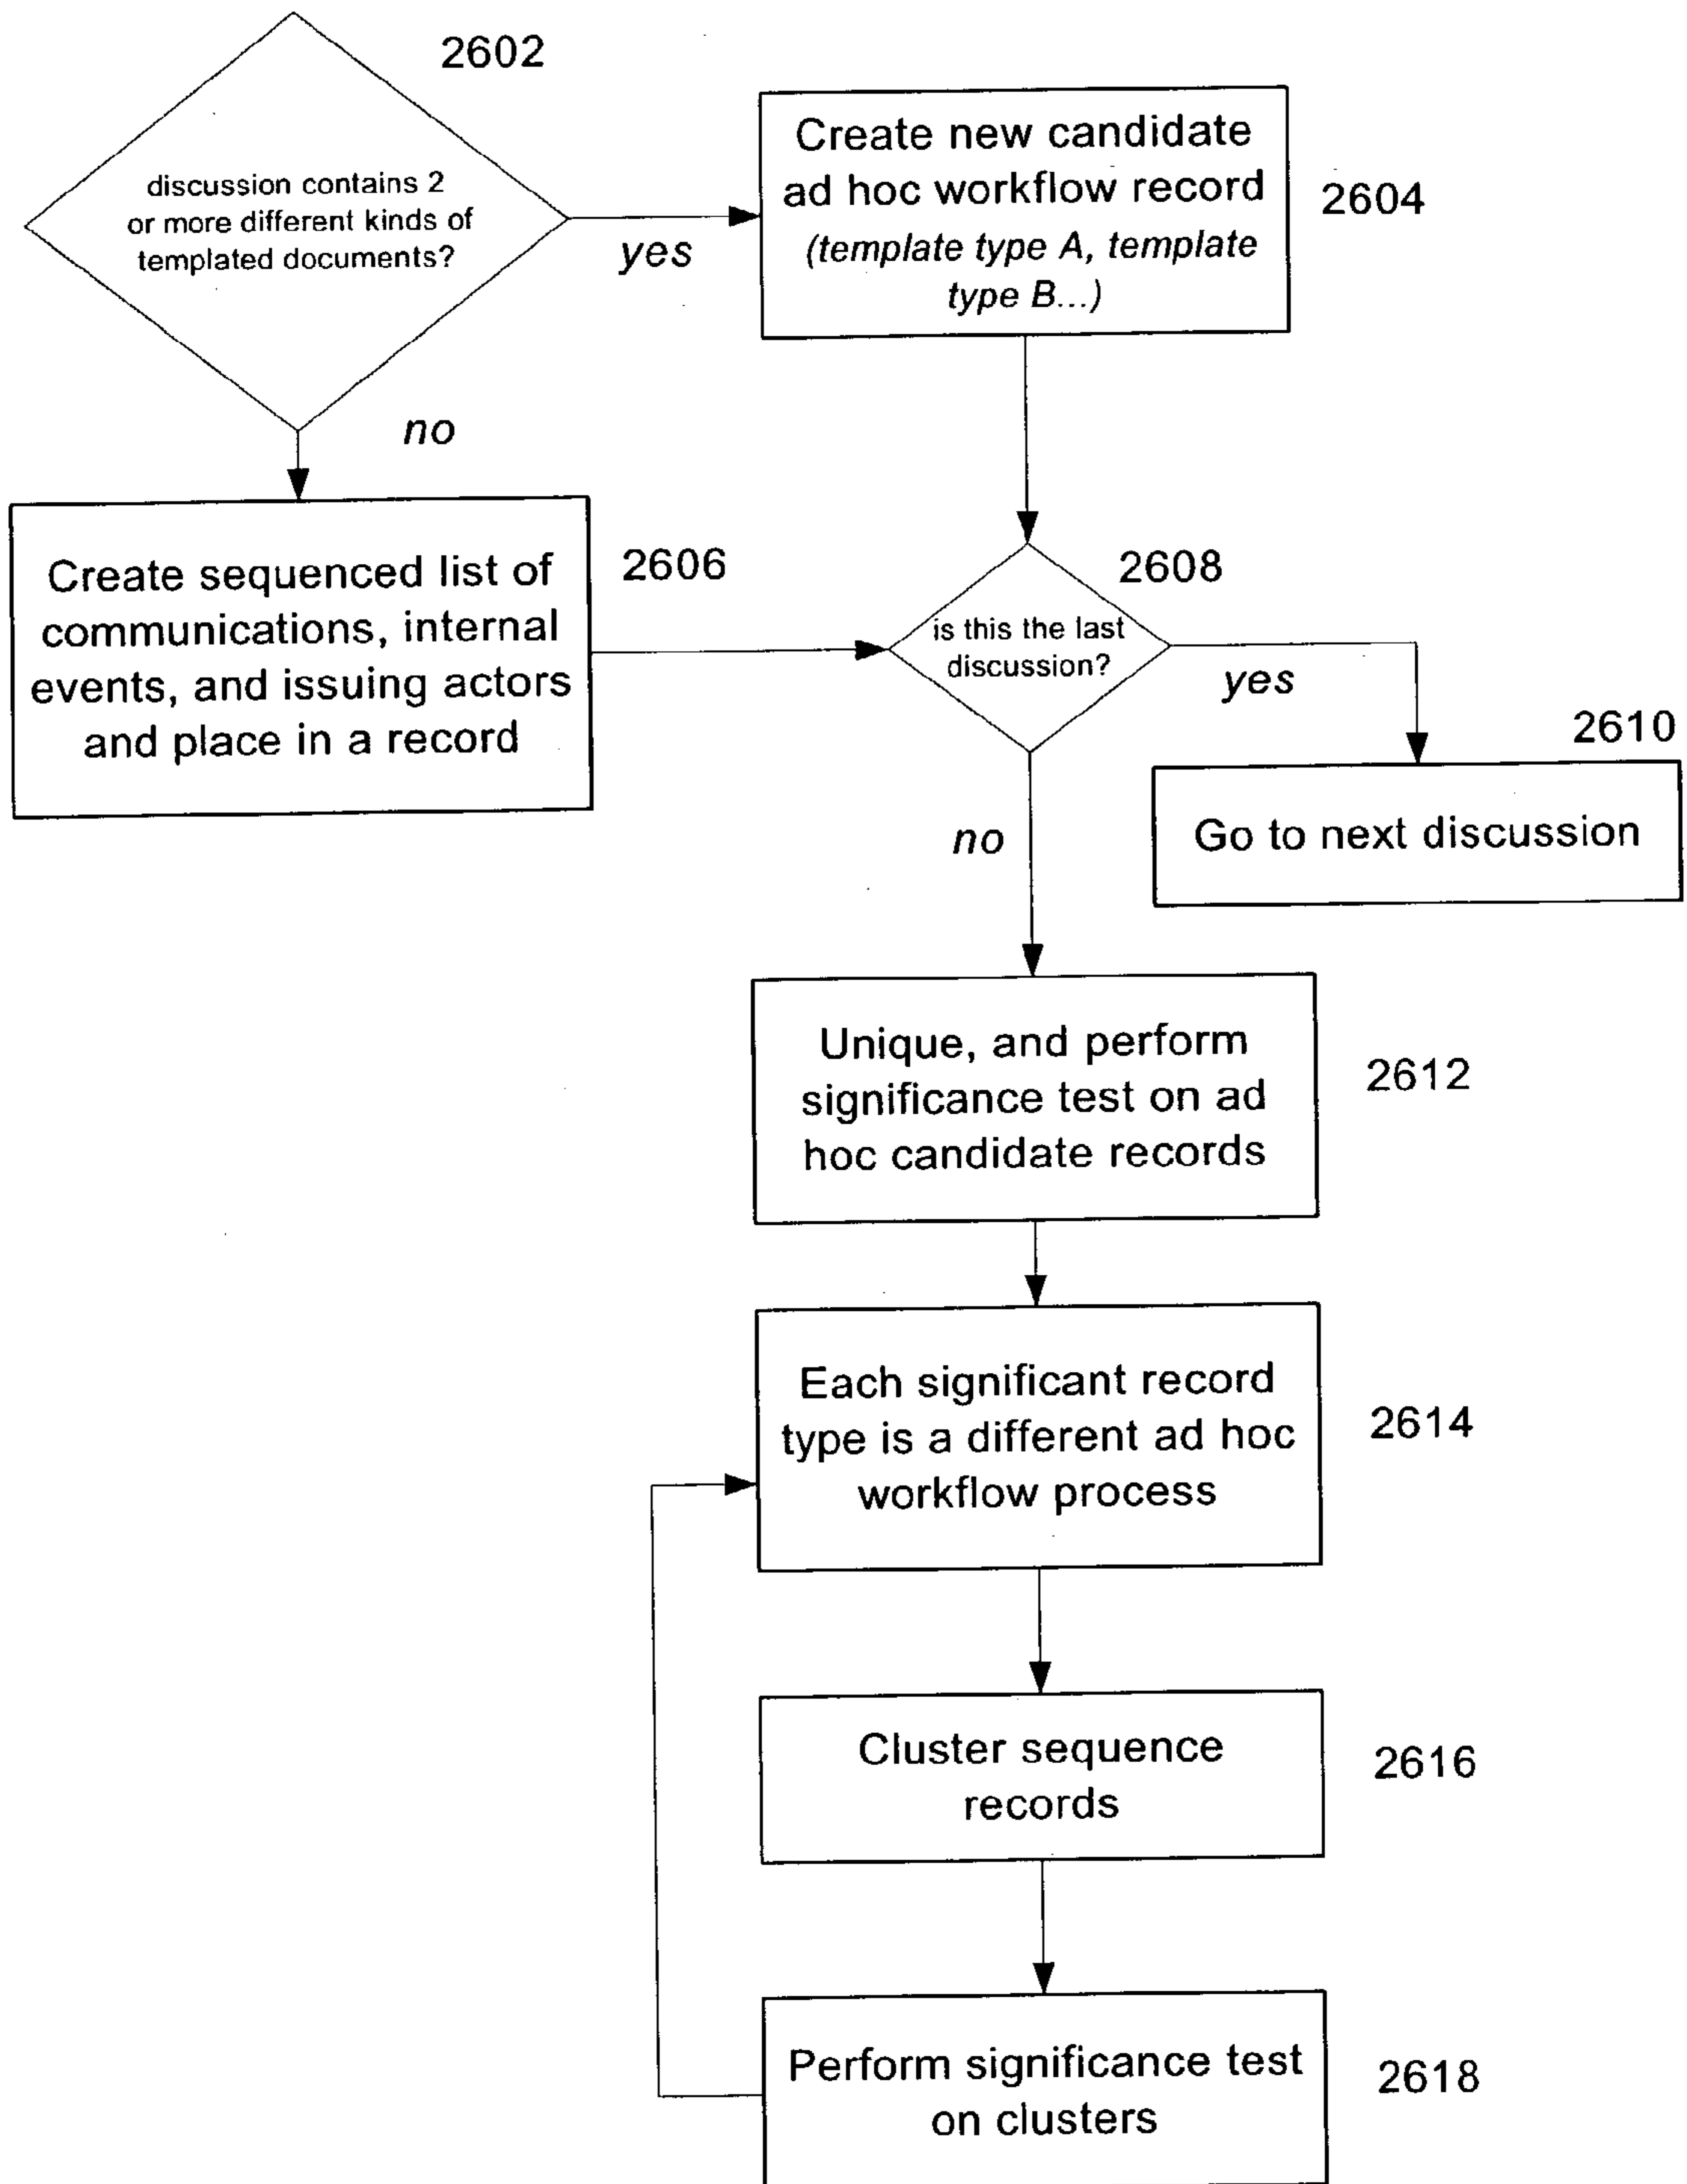 2602
discussion contains 2
or more different kinds of
templated documents?
yes
Create new candidate
ad hoc workflow record
(template type A, template
type B...)
2604
no
Create sequenced list of
communications, internal
events, and issuing actors
and place in a record
2606
2608
is this the last
discussion?
yes
2610
Go to next discussion
no
Unique, and perform
significance test on ad
hoc candidate records
2612
Each significant record
type is a different ad hoc
workflow process
2614
Cluster sequence
records
2616
Perform significance test
on clusters
2618